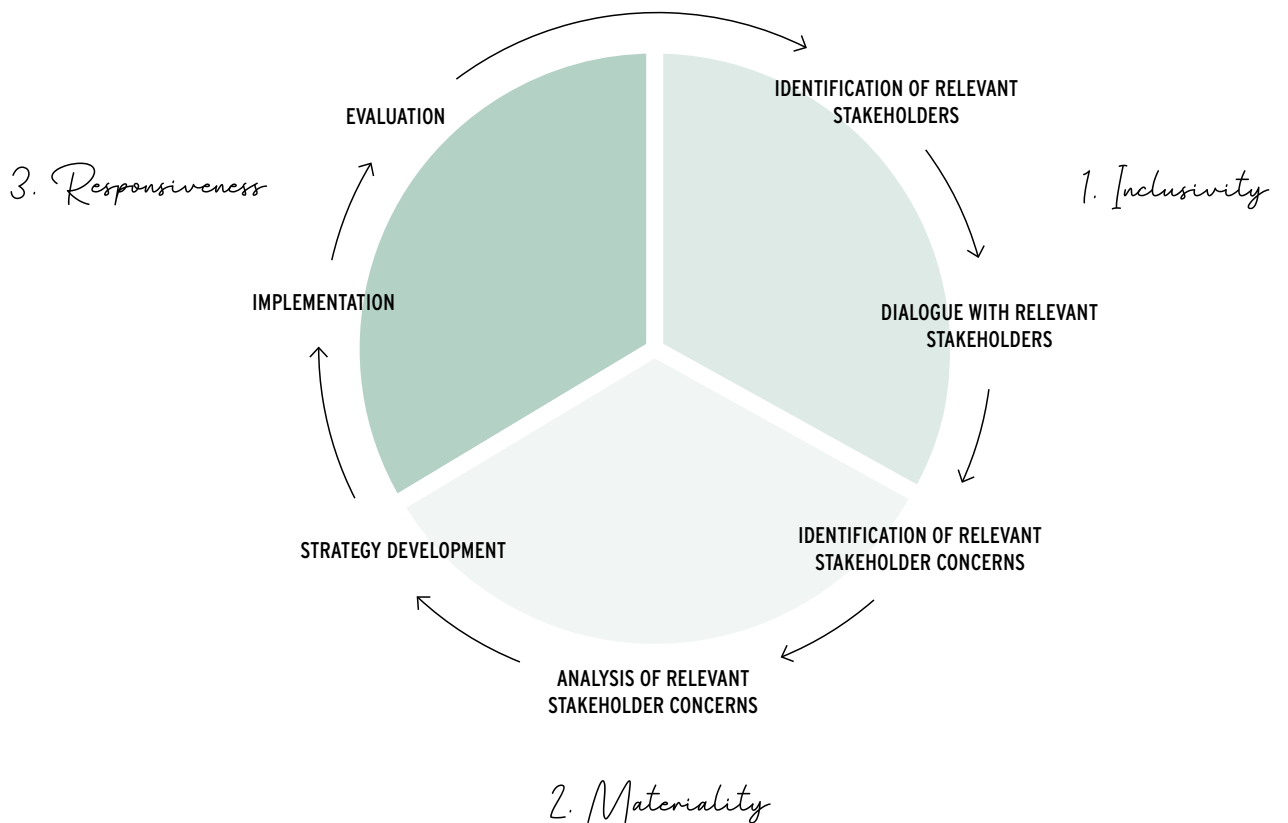 1. Inclusivity
IDENTIFICATION OF RELEVANT
STAKEHOLDERS
DIALOGUE WITH RELEVANT
STAKEHOLDERS
IDENTIFICATION OF RELEVANT
STAKEHOLDER CONCERNS
2. Materiality
ANALYSIS OF RELEVANT
STAKEHOLDER CONCERNS
STRATEGY DEVELOPMENT
3. Responsiveness
IMPLEMENTATION
EVALUATION